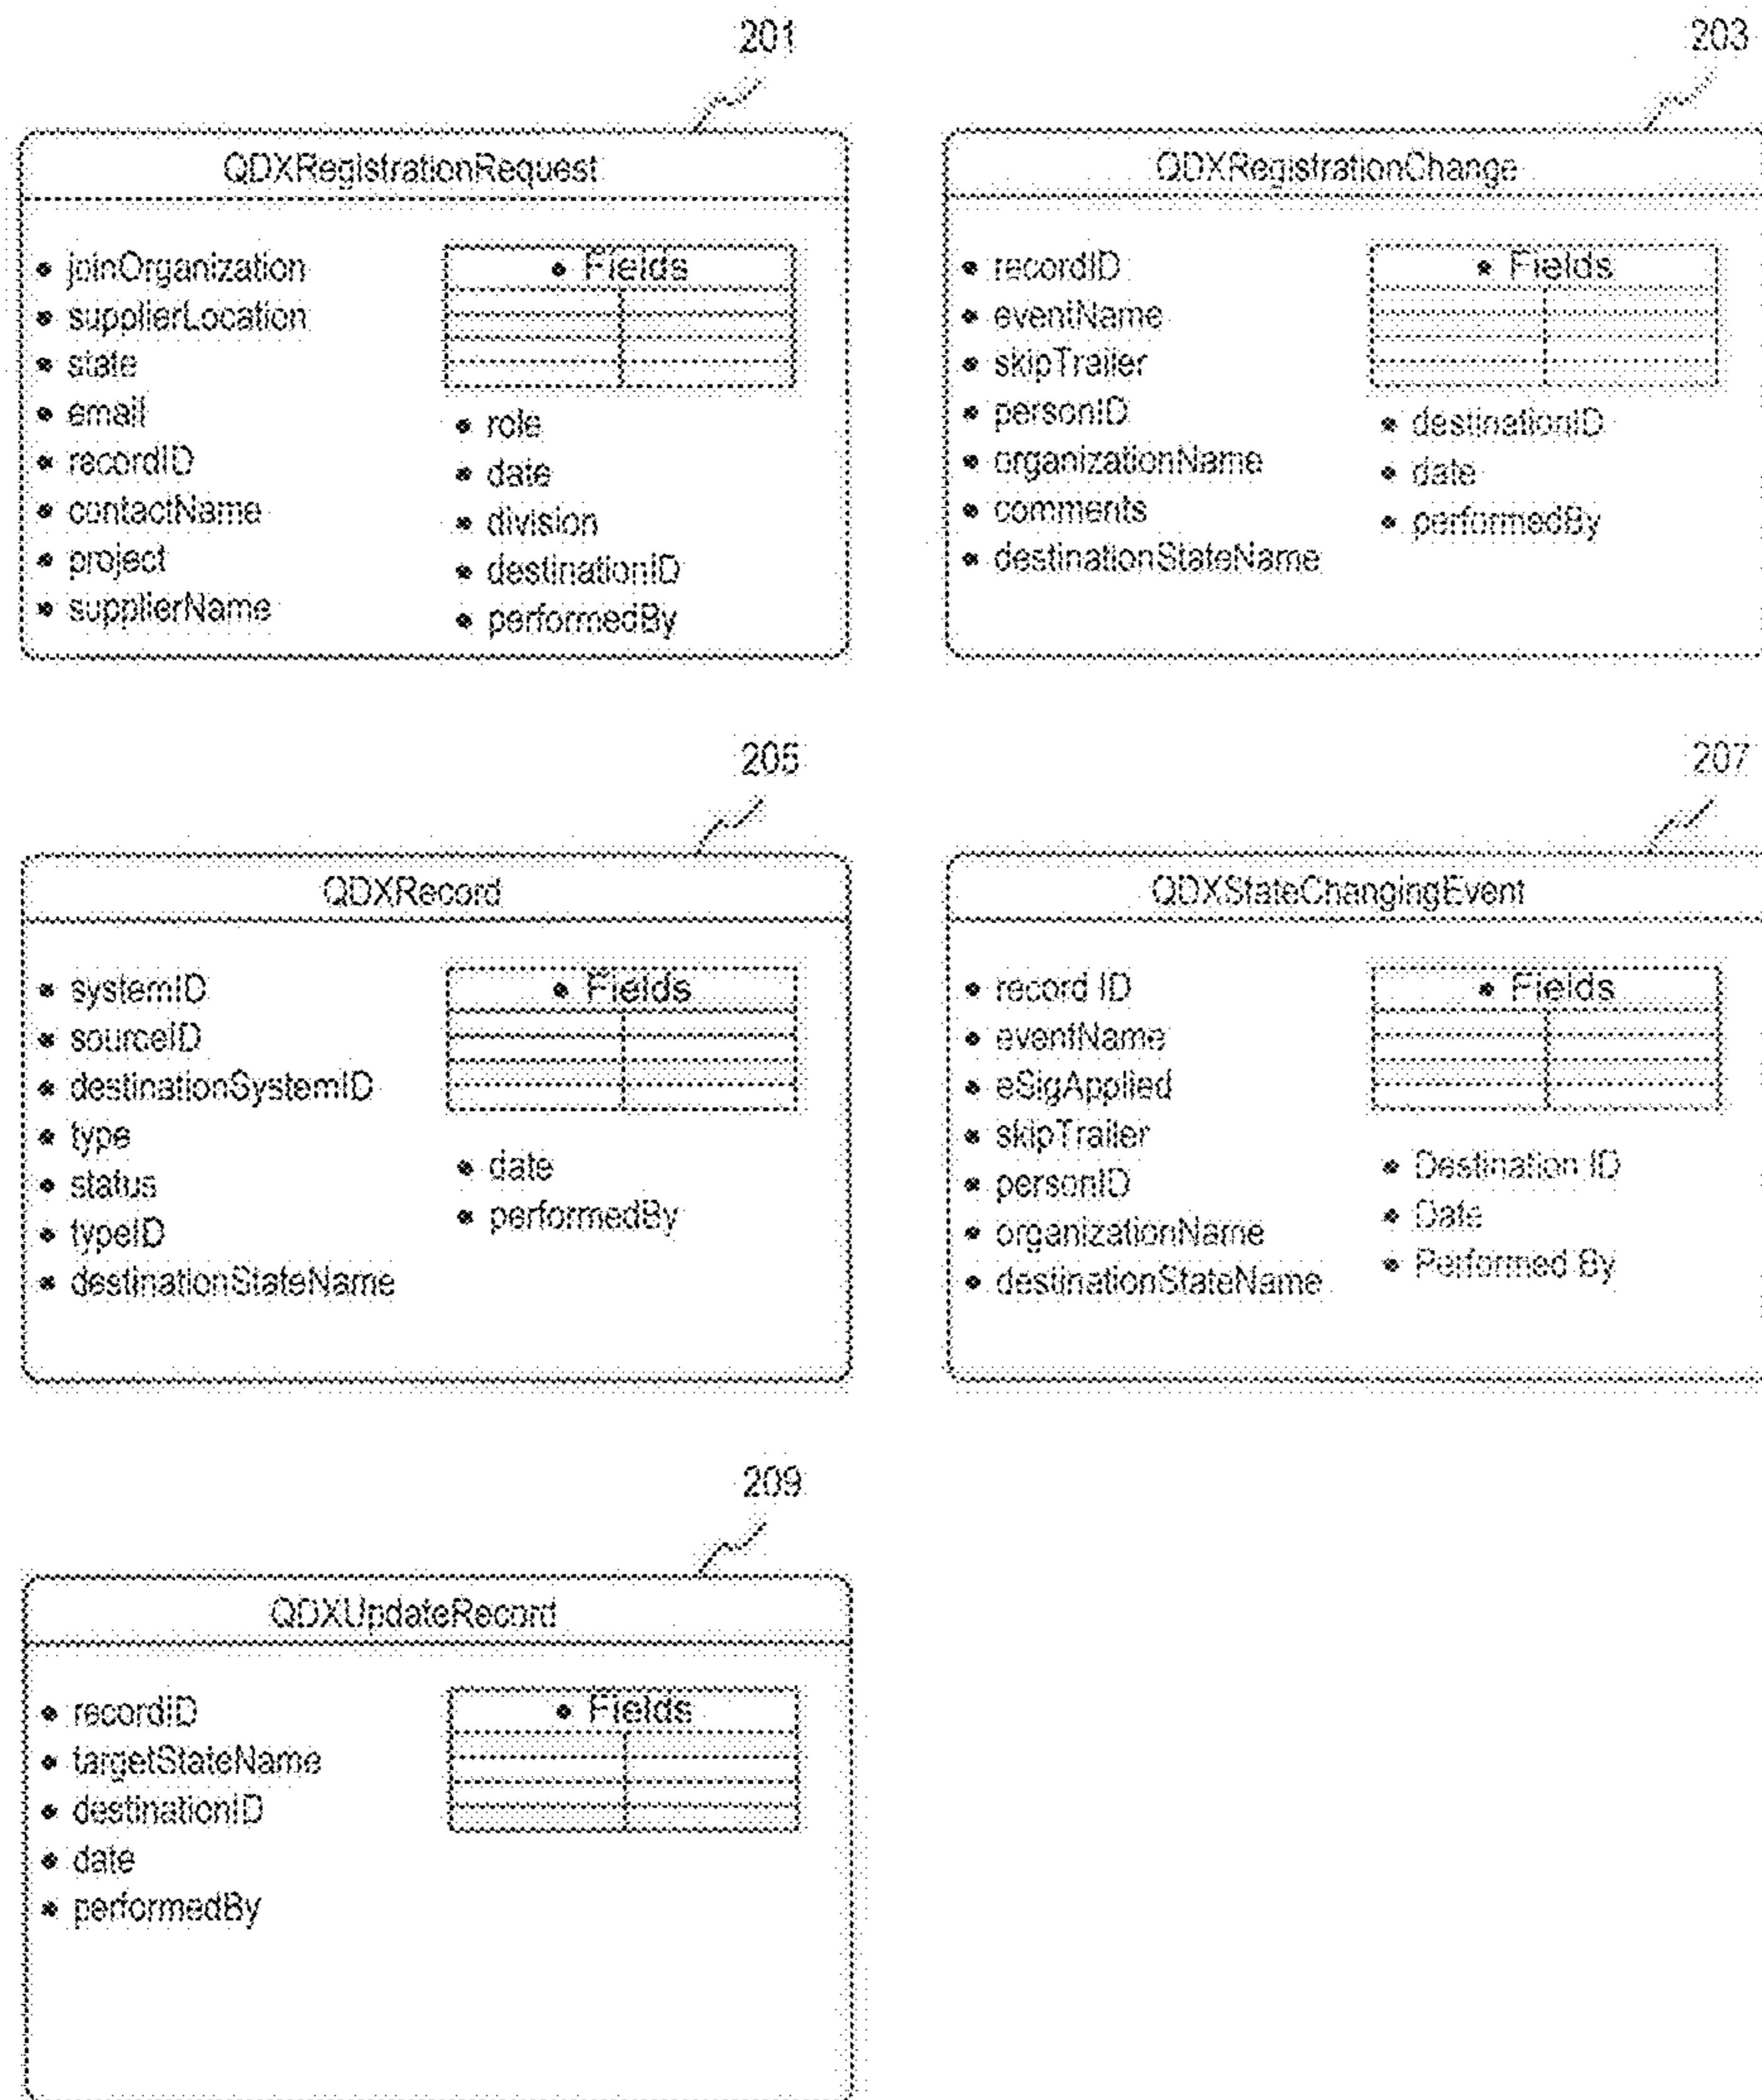 201
QDXRegistrationRequest
• joinOrganization
• supplierLocation
• state
• email
• recordID
• contactName
• project
• supplierName
• Fields
• role
• date
• division
• destinationID
• performedBy
203
QDXRegistrationChange
• recordID
• eventName
• skipTrailer
• personID
• organizationName
• comments
• destinationStateName
• Fields
• destinationID
• date
• performedBy
205
QDXRecord
• systemID
• sourceID
• destinationSystemID
• type
• status
• typeID
• destinationStateName
• Fields
• date
• performedBy
207
QDXStateChangingEvent
• record ID
• eventName
• eSigApplied
• skipTrailer
• personID
• organizationName
• destinationStateName
• Fields
• Destination ID
• Date
• Performed By
209
QDXUpdateRecord
• recordID
• targetStateName
• destinationID
• date
• performedBy
• Fields